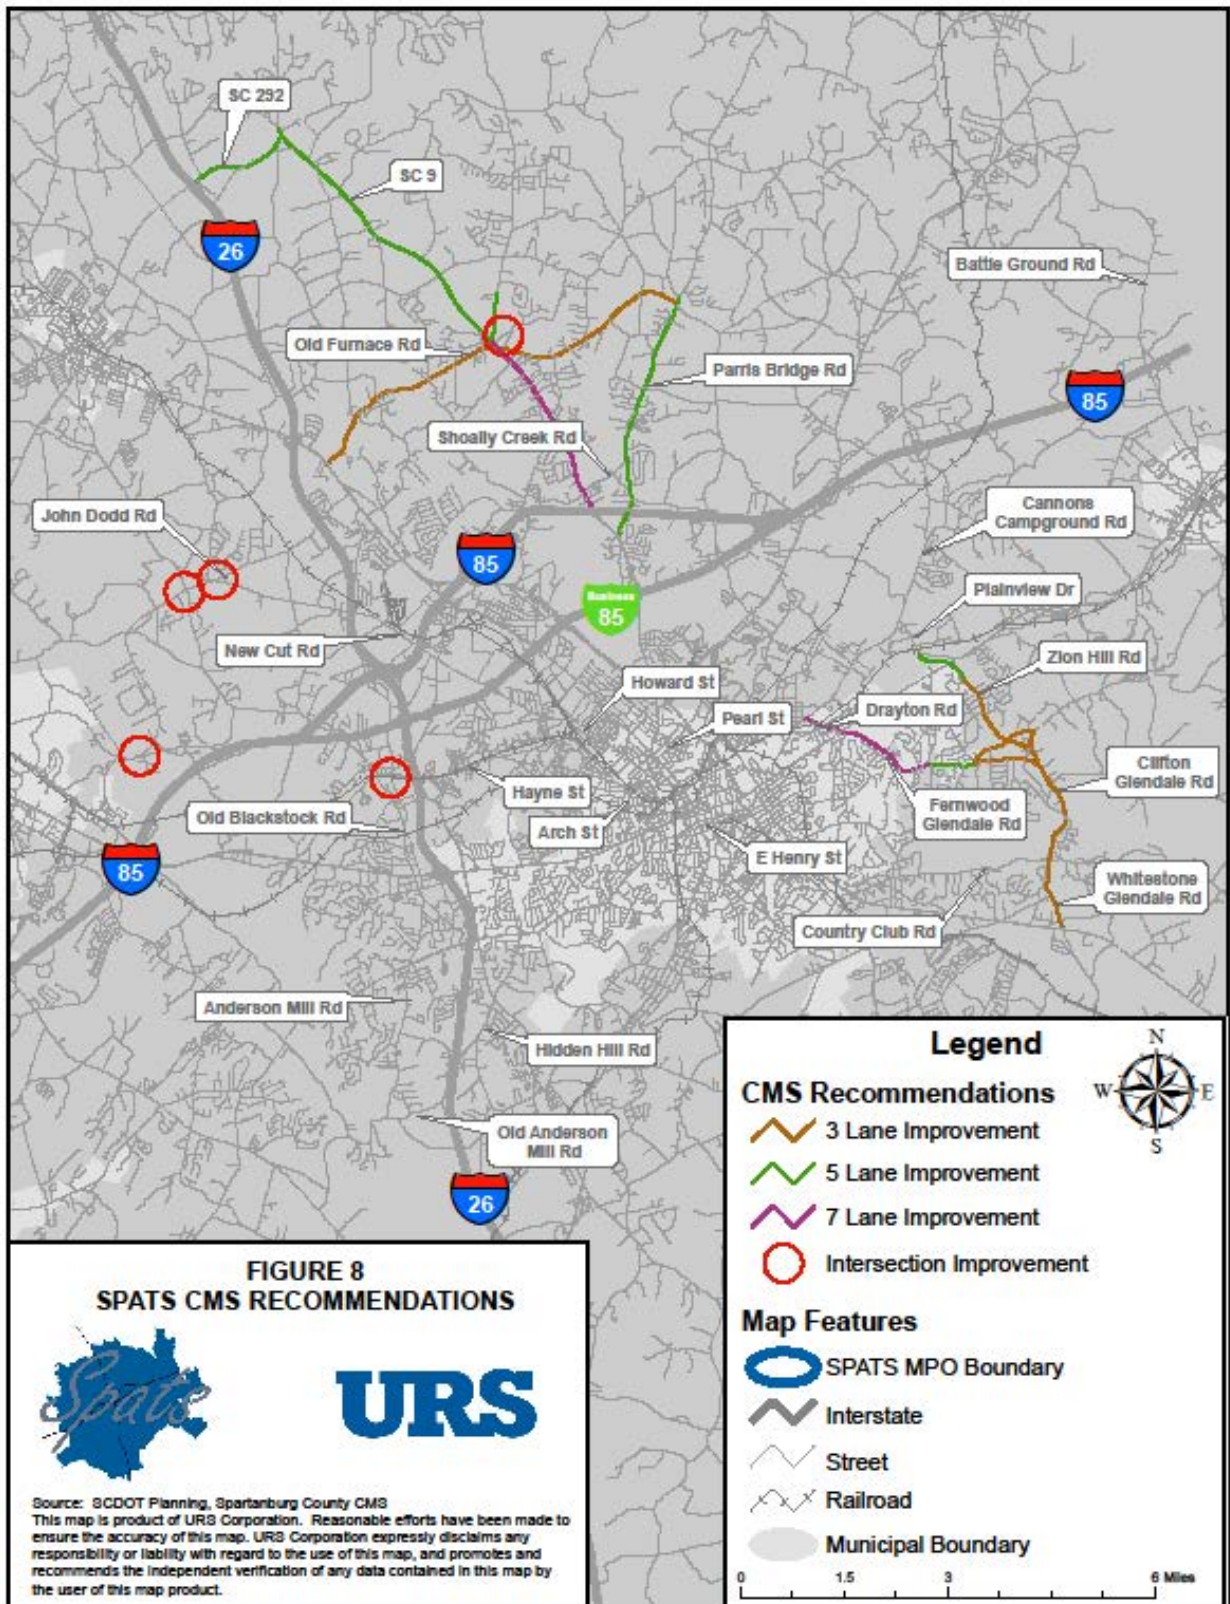 SC 292
SC 9
26
Battle Ground Rd
Old Furnace Rd
Parris Bridge Rd
85
Shoally Creek Rd
John Dodd Rd
Cannons
Campground Rd
85
Plainview Dr
Business
85
New Cut Rd
Zion Hill Rd
Howard St
Pearl St
Drayton Rd
Clifton
Glendale Rd
Hayne St
Fernwood
Glendale Rd
Old Blackstock Rd
Arch St
E Henry St
85
Whitestone
Glendale Rd
Country Club Rd
Anderson Mill Rd
Hidden Hill Rd
Old Anderson
Mill Rd
26
Legend
N
W E
S
CMS Recommendations
3 Lane Improvement
5 Lane Improvement
7 Lane Improvement
Intersection Improvement
Map Features
SPATS MPO Boundary
Interstate
Street
Railroad
Municipal Boundary
0 1.5 3 6 Miles
FIGURE 8
SPATS CMS RECOMMENDATIONS
Spats
URS
Source: SCDOT Planning, Spartanburg County CMS
This map is product of URS Corporation. Reasonable efforts have been made to
ensure the accuracy of this map. URS Corporation expressly disclaims any
responsibility or liability with regard to the use of this map, and promotes and
recommends the independent verification of any data contained in this map by
the user of this map product.